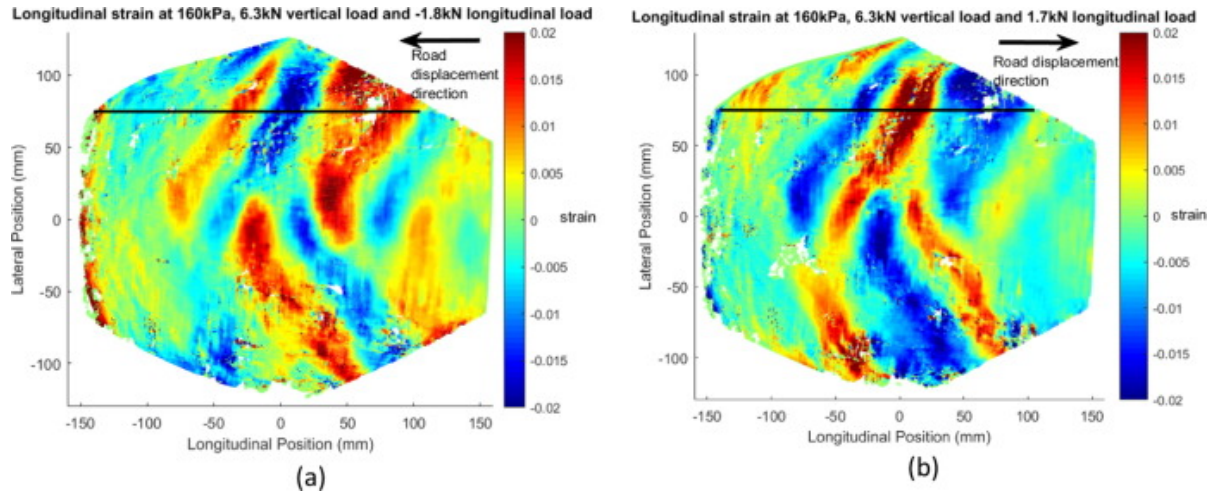 Longitudinal strain at 160kPa, 6.3kN vertical load and -1.8kN longitudinal load
Road
displacement
direction
100
50
0
-50
-100
Lateral Position (mm)
-150
-100
-50
0
50
100
150
Longitudinal Position (mm)
0.02
0.015
0.01
0.005
0
-0.005
-0.01
-0.015
-0.02
strain
(a)
Longitudinal strain at 160kPa, 6.3kN vertical load and 1.7kN longitudinal load
Road displacement
direction
100
50
0
-50
-100
Lateral Position (mm)
-150
-100
-50
0
50
100
150
Longitudinal Position (mm)
0.02
0.015
0.01
0.005
0
-0.005
-0.01
-0.015
-0.02
strain
(b)